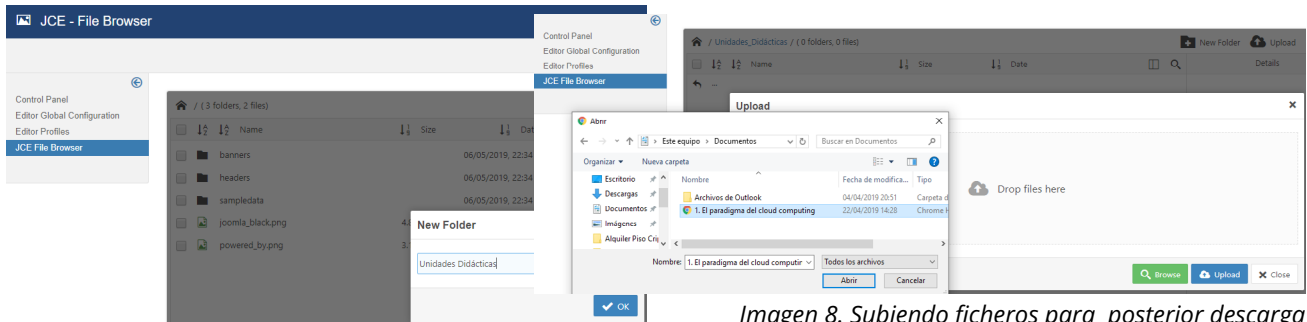 JCE - File Browser
Control Panel
Editor Global Configuration
Editor Profiles
JCE File Browser
/ ( 3 folders, 2 files)
Name Size
banners 06/05/2019, 22:34
headers 06/05/2019, 22:34
sampledata 06/05/2019, 22:34
joomla_black.png
powered_by.png
New Folder
Unidades Didácticas
OK
Control Panel
Editor Global Configuration
Editor Profiles
JCE File Browser
/ Unidades_Didácticas / ( 0 folders, 0 files)
New Folder Upload
Name Size Date Details
Upload
Drop files here
Browse Upload Close
Abrir
Este equipo > Documentos
Buscar en Documentos
Organizar Nueva carpeta
Nombre Fecha de modifica... Tipo
Escritorio
Descargas
Documentos
Imágenes
Alquiler Piso
Archivos de Outlook 04/04/2019 20:51 Carpeta d
1. El paradigma del cloud computing 22/04/2019 14:28 Chrome
Nombre: 1. El paradigma del cloud computir Todos los archivos
Abrir Cancelar
Imagen 8. Subiendo ficheros para posterior descarga